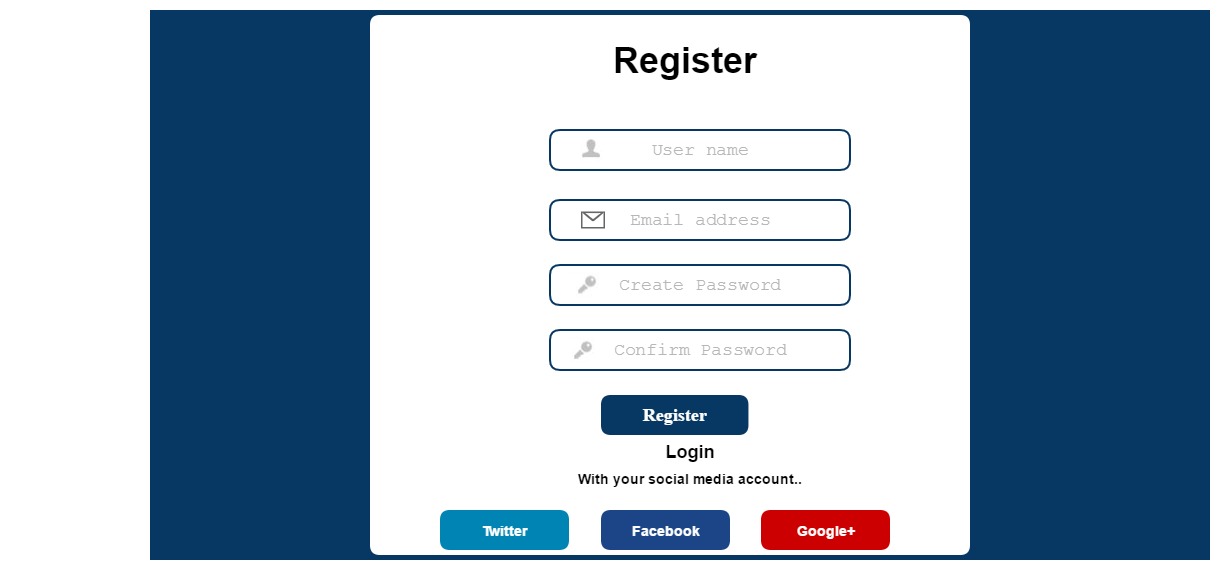 Register
User name
Email address
Create Password
Confirm Password
Register
Login
With your social media account..
Twitter
Facebook
Google+